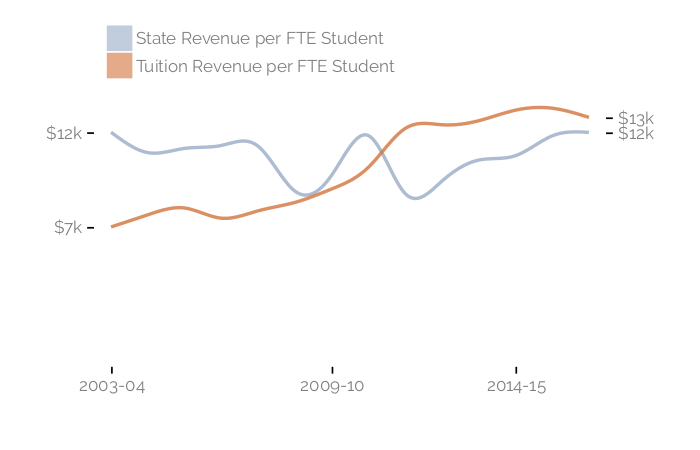 State Revenue per FTE Student
Tuition Revenue per FTE Student
$13k
$12k
$12k
$7k
2003-04
2009-10
2014-15